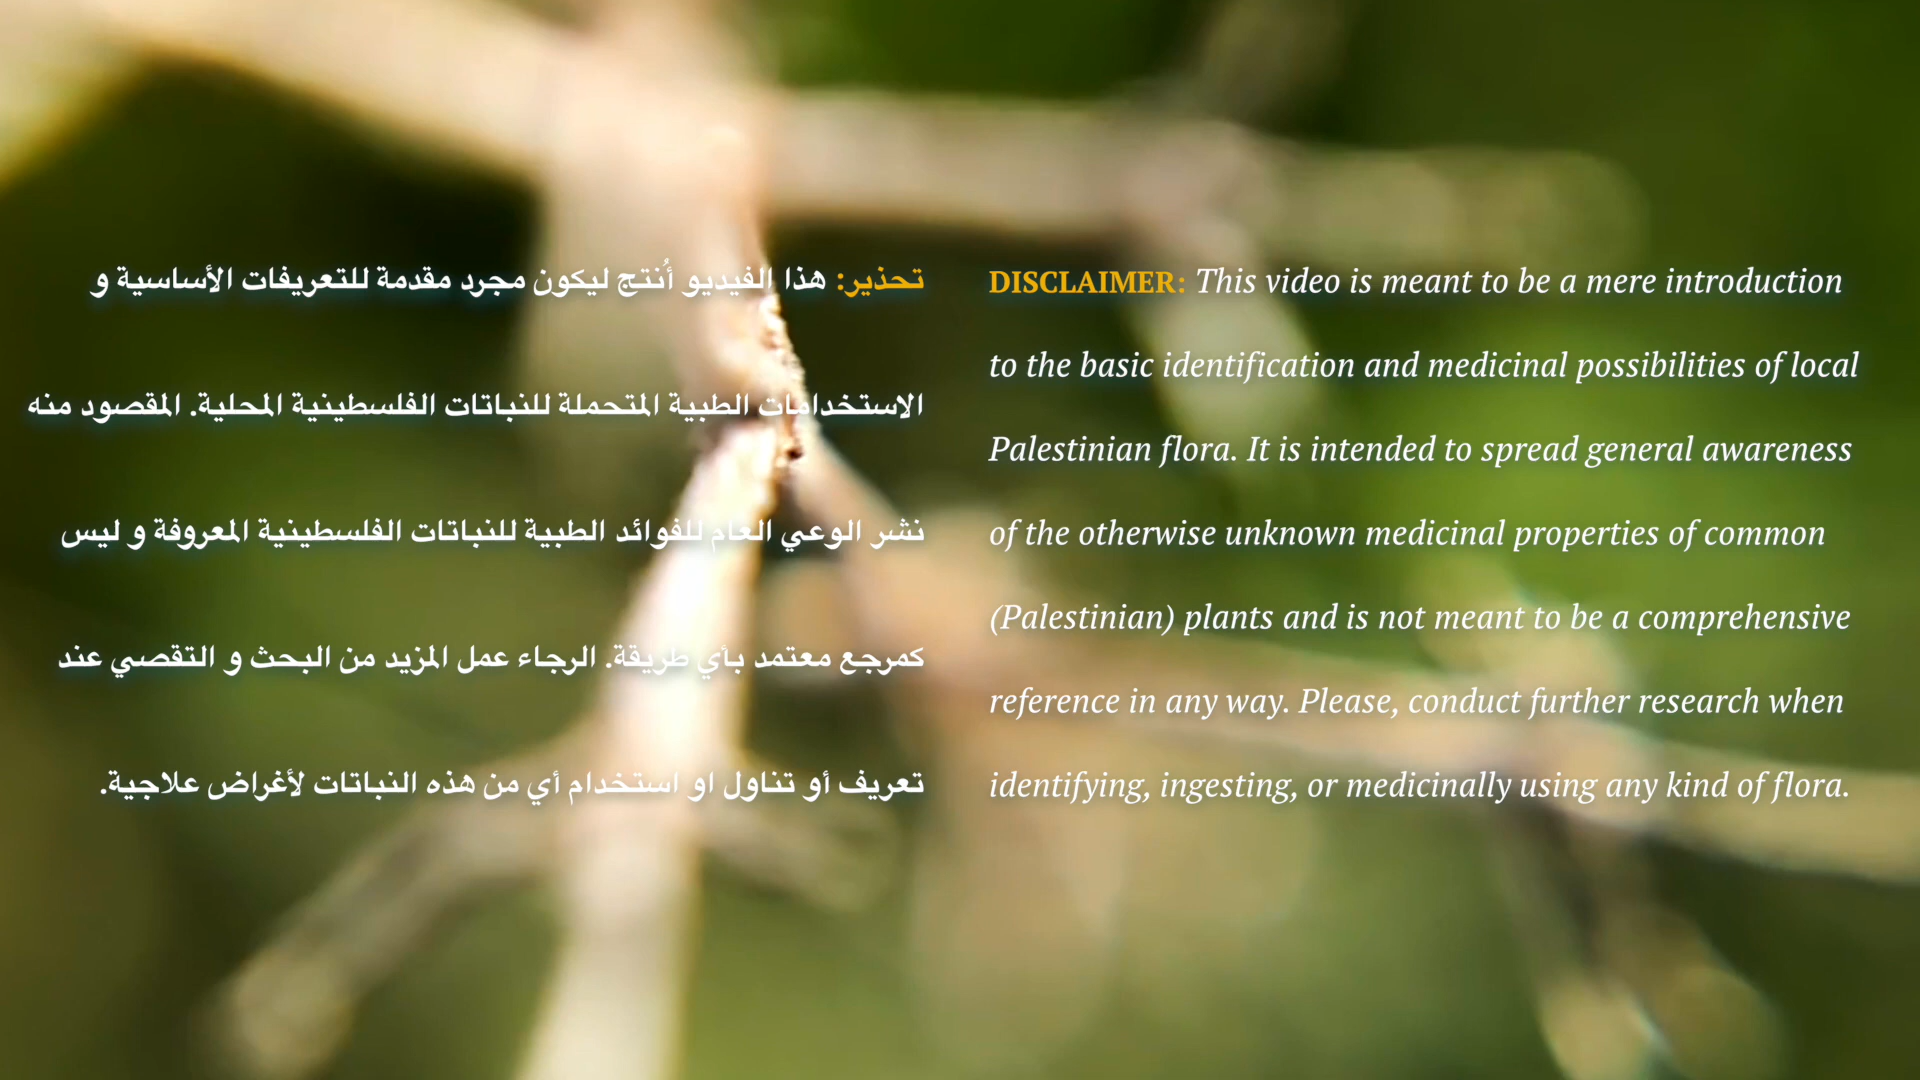 تحذير: هذا الفيديو أُنتج ليكون مجرد مقدمة للتعريفات الأساسية و
الاستخدامات الطبية المتحملة للنباتات الفلسطينية المحلية. المقصود منه
نشر الوعي العام للفوائد الطبية للنباتات الفلسطينية المعروفة و ليس
كمرجع معتمد بأي طريقة. الرجاء عمل المزيد من البحث و التقصي عند
تعريف أو تناول او استخدام أي من هذه النباتات لأغراض علاجية.
DISCLAIMER: This video is meant to be a mere introduction
to the basic identification and medicinal possibilities of local
Palestinian flora. It is intended to spread general awareness
of the otherwise unknown medicinal properties of common
(Palestinian) plants and is not meant to be a comprehensive
reference in any way. Please, conduct further research when
identifying, ingesting, or medicinally using any kind of flora.